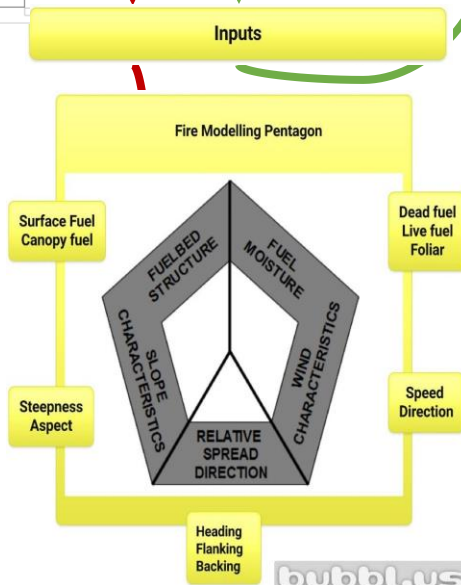 Inputs
Fire Modelling Pentagon
Surface Fuel
Canopy fuel
Dead fuel
Live fuel
Foliar
FUELBED
STRUCTURE
FUEL
MOISTURE
SLOPE
CHARACTERISTICS
WIND
CHARACTERISTICS
Steepness
Aspect
Speed
Direction
RELATIVE
SPREAD
DIRECTION
Heading
Flanking
Backing
bubbl.us